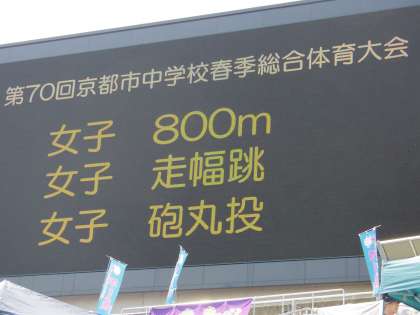 第70回京都市中学校春季総合体育大会
女子 800m
女子 走幅跳
女子 砲丸投